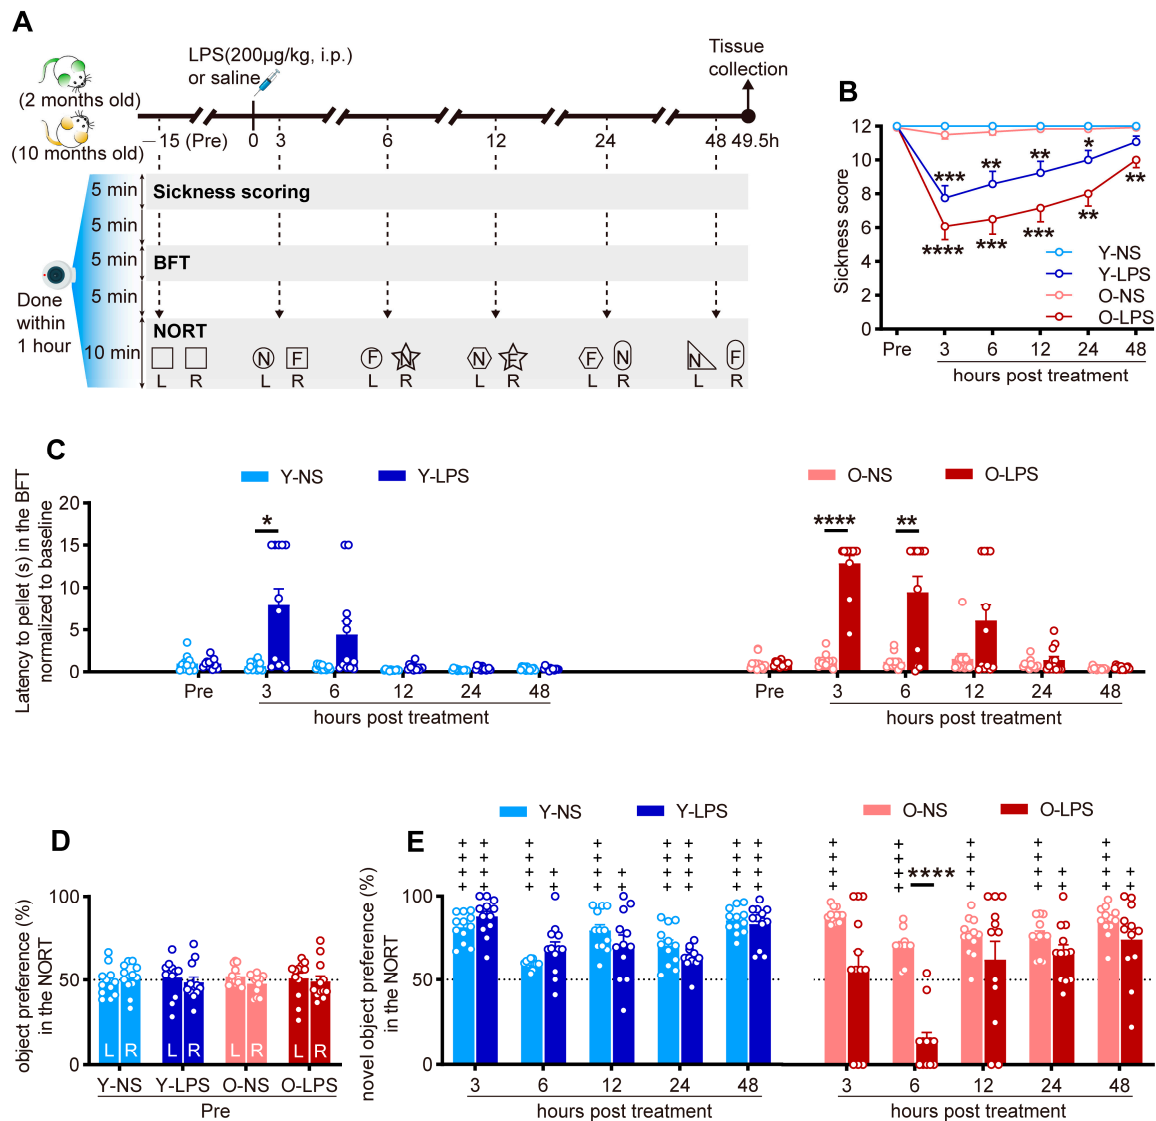 A
LPS(200μg/kg, i.p.)
or saline
Tissue
collection
(2 months old)
(10 months old)
−15 (Pre) 0 3 6 12 24 48 49.5h
5 min Sickness scoring
5 min
5 min BFT
5 min
Done
within
1 hour
NORT
10 min
N F F N N F F N N F
L R L R L R L R L R L R
B
Sickness score
12
10
8
6
4
2
0
*** ** ** *
**** *** *** ** **
Y-NS
Y-LPS
O-NS
O-LPS
Pre 3 6 12 24 48
hours post treatment
C
Latency to pellet (s) in the BFT
normalized to baseline
Y-NS Y-LPS O-NS O-LPS
20
15
10
5
0
* **** **
Pre 3 6 12 24 48 Pre 3 6 12 24 48
hours post treatment hours post treatment
D
object preference (%)
in the NORT
100
50
0
L R L R L R L R
Y-NS Y-LPS O-NS O-LPS
Pre
E
novel object preference (%)
in the NORT
Y-NS Y-LPS O-NS O-LPS
++++ ++++ ++++ ++ ++++ ++ ++++ ++++ ++++ ++++ ++++ ++++ **** ++++ ++++ ++ ++++ ++
100
50
0
3 6 12 24 48 3 6 12 24 48
hours post treatment hours post treatment